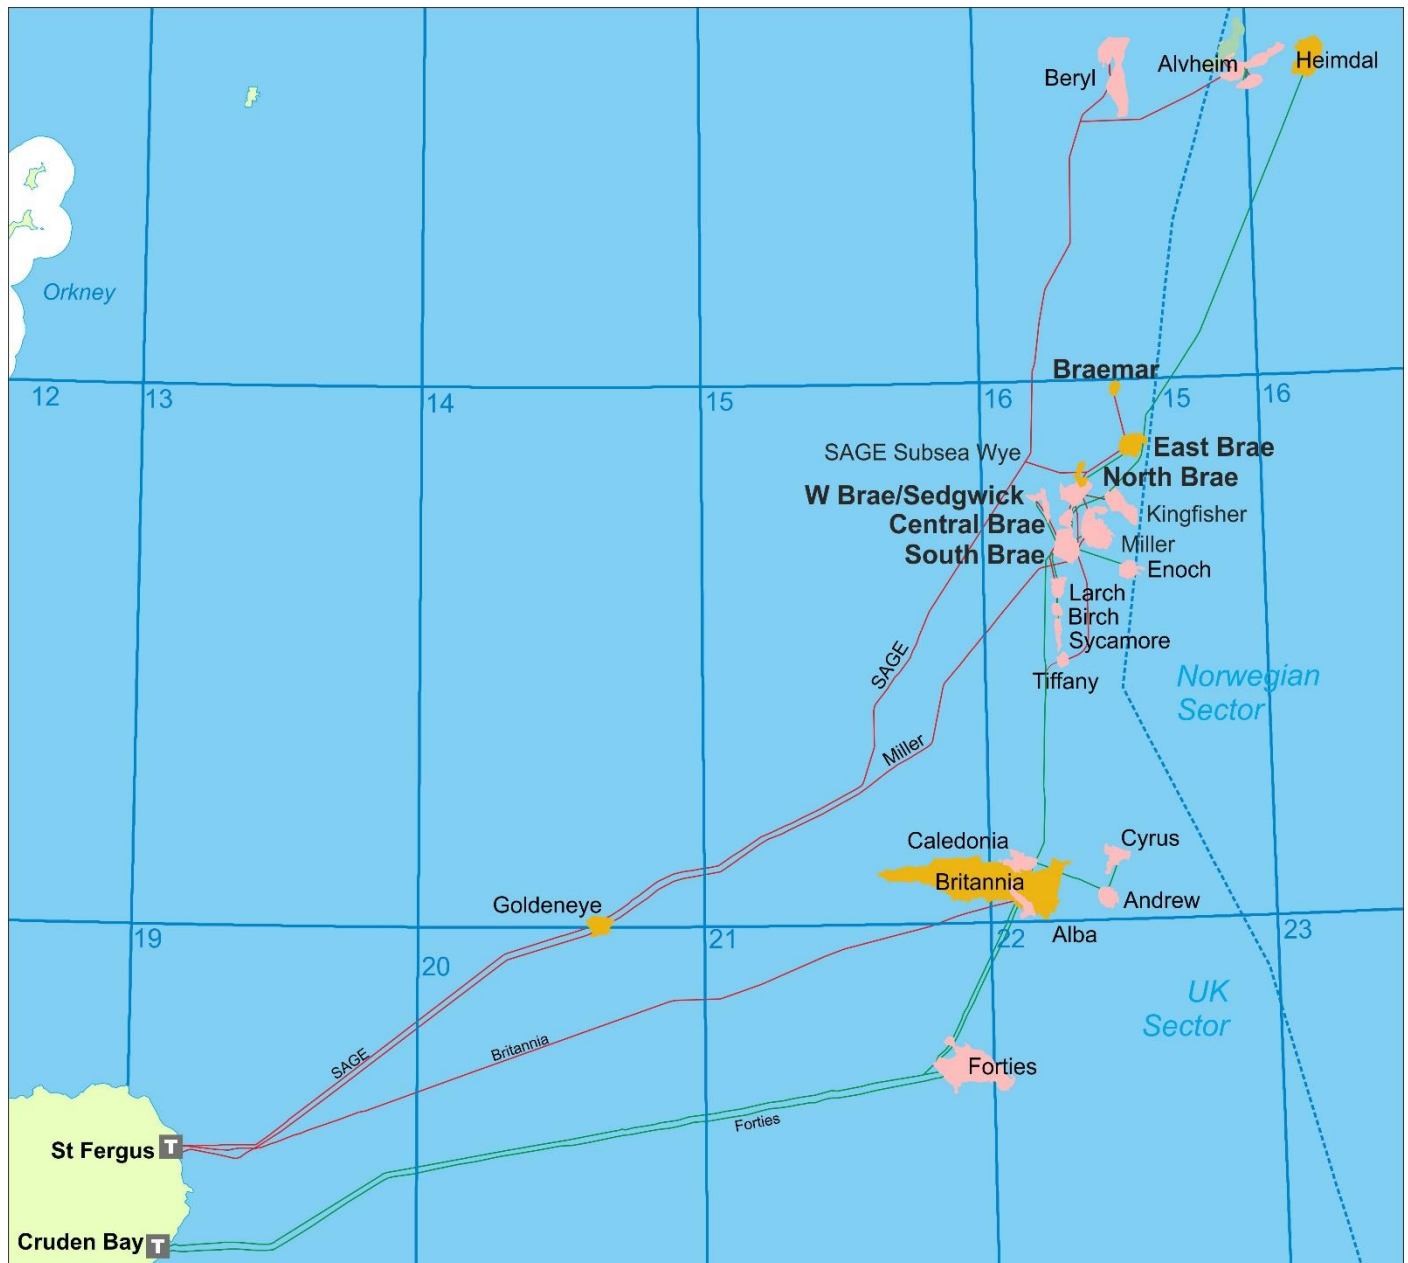 Beryl
Alvheim
Heimdal
Orkney
Braemar
12
13
14
15
16
15
16
SAGE Subsea Wye
East Brae
North Brae
W Brae/Sedgwick
Central Brae
South Brae
Kingfisher
Miller
Enoch
Larch
Birch
Sycamore
Tiffany
SAGE
Norwegian
Sector
Miller
Caledonia
Cyrus
Britannia
Andrew
Goldeneye
Alba
19
20
21
22
23
UK
Sector
SAGE
Britannia
Forties
Forties
St Fergus T
Cruden Bay T